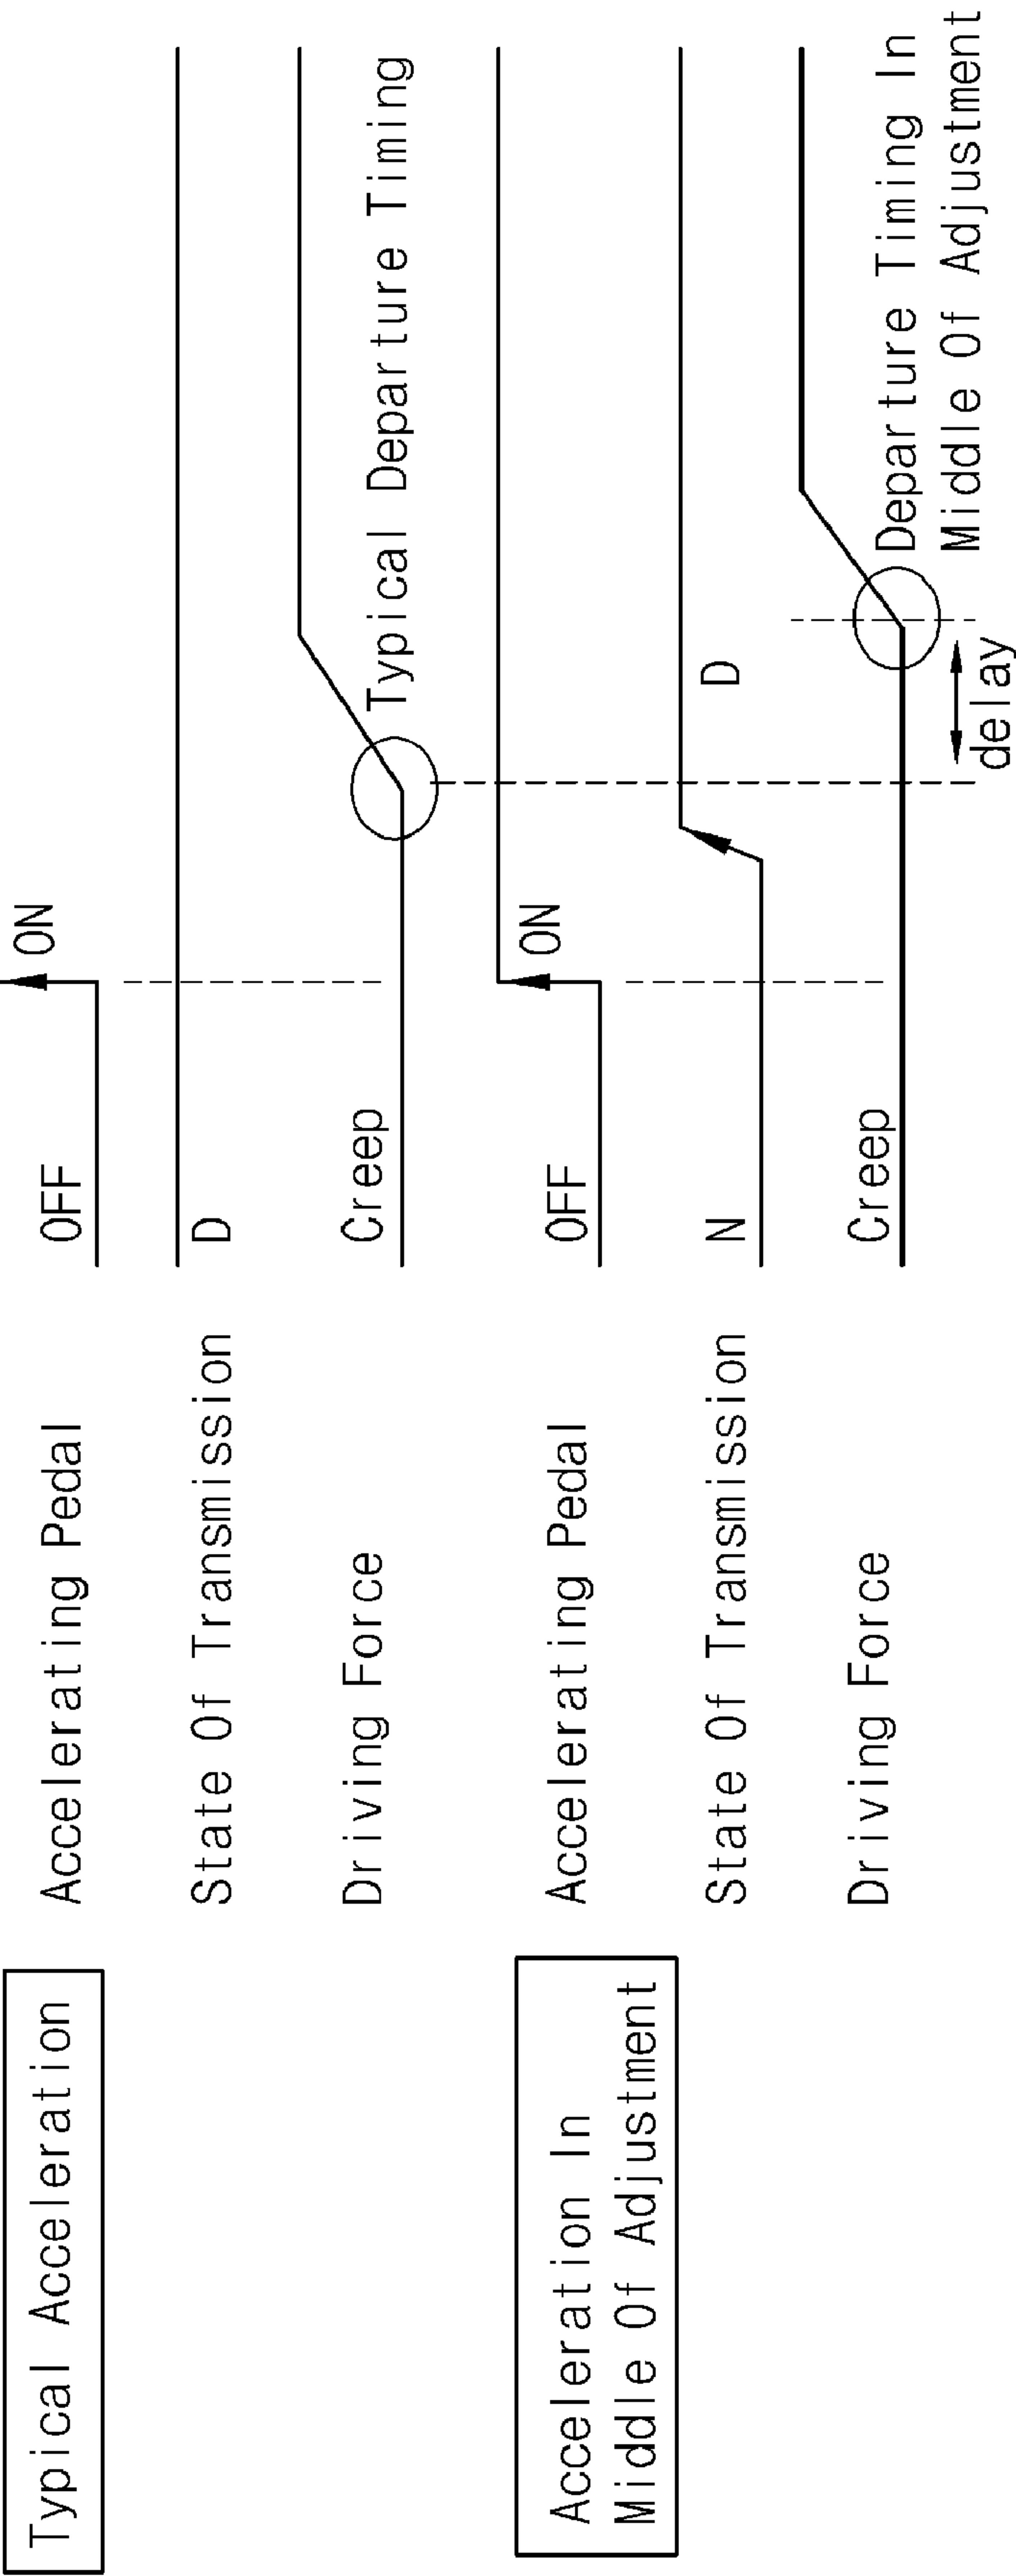 Typical Acceleration
Accelerating Pedal
OFF
ON
State Of Transmission
D
Driving Force
Creep
Typical Departure Timing
Acceleration In
Middle Of Adjustment
Accelerating Pedal
OFF
ON
State Of Transmission
N
D
Driving Force
Creep
Departure Timing In
Middle Of Adjustment
delay